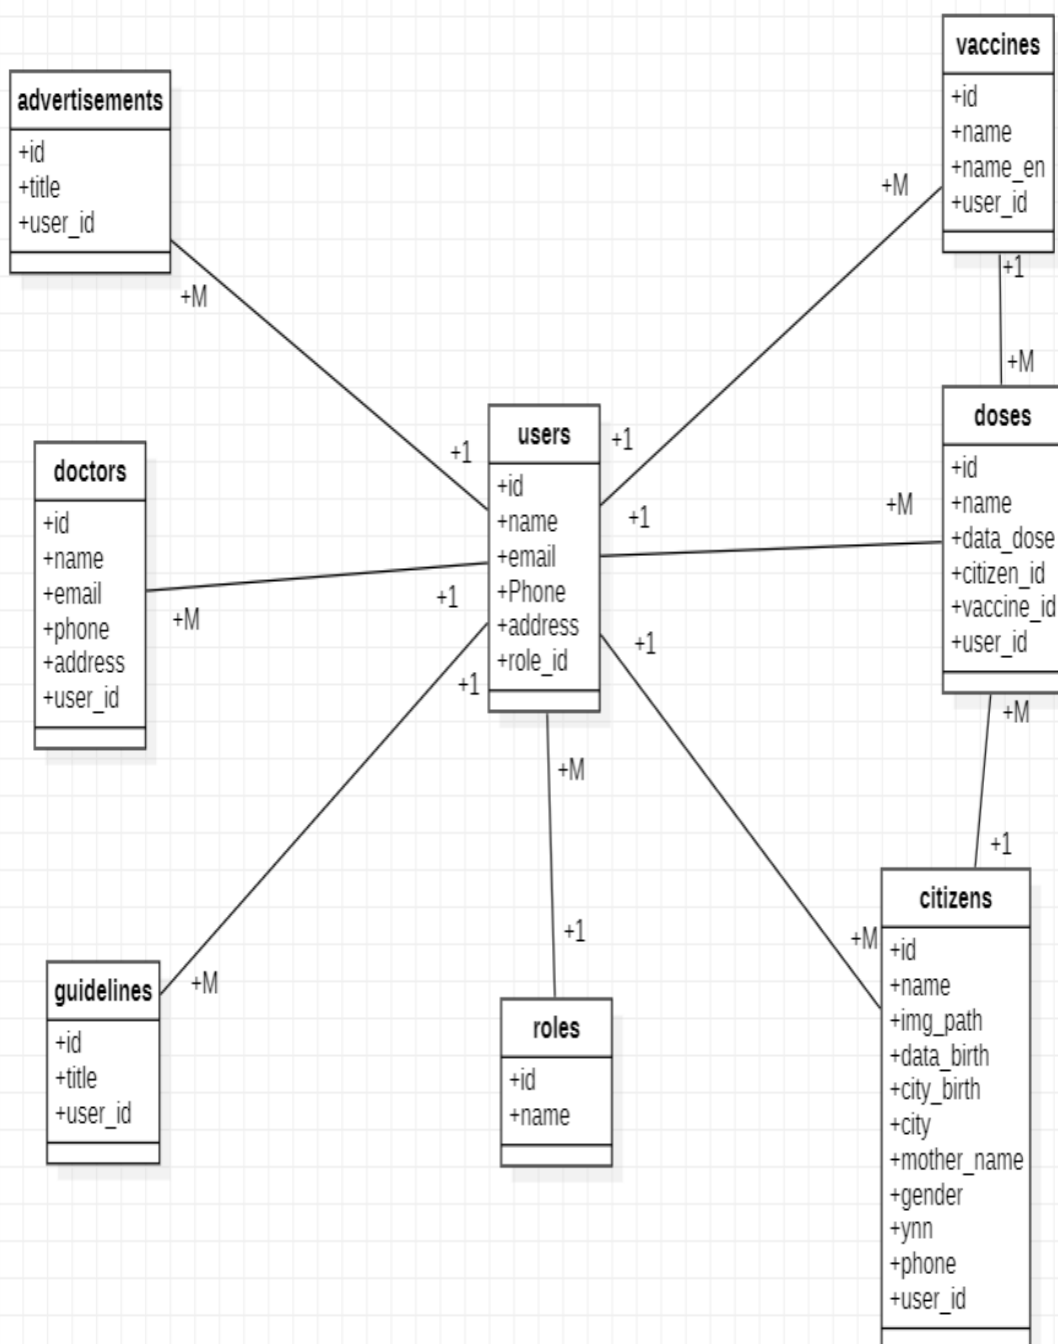 advertisements
+id
+title
+user_id
+M
vaccines
+id
+name
+name_en
+user_id
+M
+1
+M
doses
+id
+name
+data_dose
+citizen_id
+vaccine_id
+user_id
+M
+M
+1
users
+id
+name
+email
+Phone
+address
+role_id
+1
+1
+1
+1
+1
+1
+M
doctors
+id
+name
+email
+phone
+address
+user_id
+M
guidelines
+id
+title
+user_id
+M
+1
roles
+id
+name
+M
citizens
+id
+name
+img_path
+data_birth
+city_birth
+city
+mother_name
+gender
+ynn
+phone
+user_id